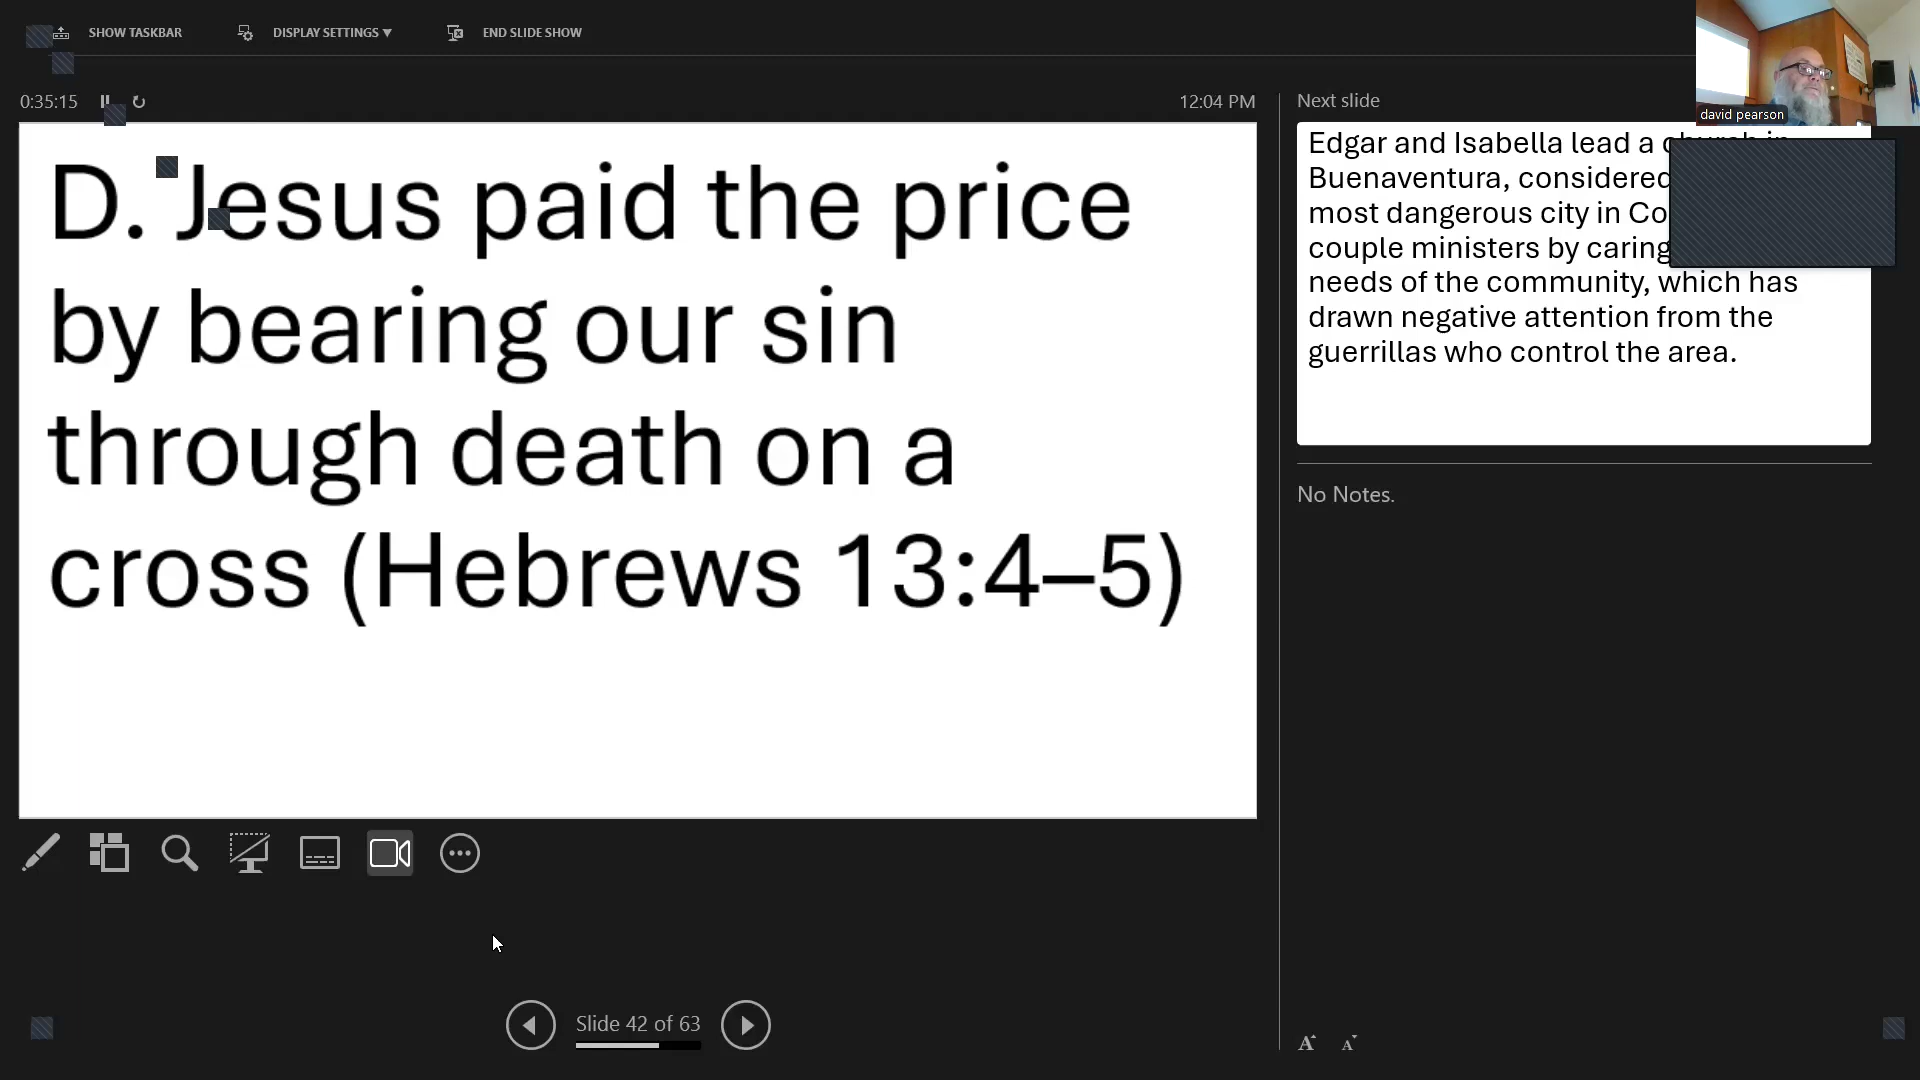 SHOW TASKBAR DISPLAY SETTINGS ▼ END SLIDE SHOW
0:35:15 12:04 PM
D. Jesus paid the price
by bearing our sin
through death on a
cross (Hebrews 13:4–5)
Slide 42 of 63
Next slide
david pearson
Edgar and Isabella lead a church in
Buenaventura, considered
most dangerous city in
couple ministers by caring
needs of the community, which has
drawn negative attention from the
guerrillas who control the area.
No Notes.
A A